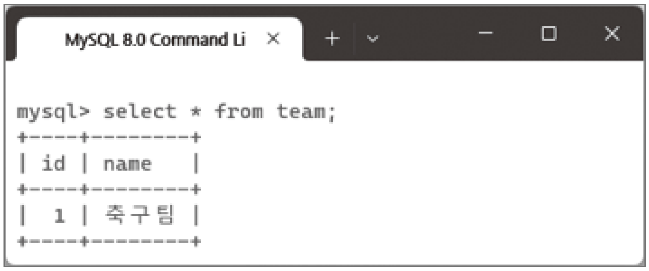 MySQL 8.0 Command Li
mysql> select * from team;
+----+--------+
| id | name   |
+----+--------+
|  1 | 축구팀 |
+----+--------+